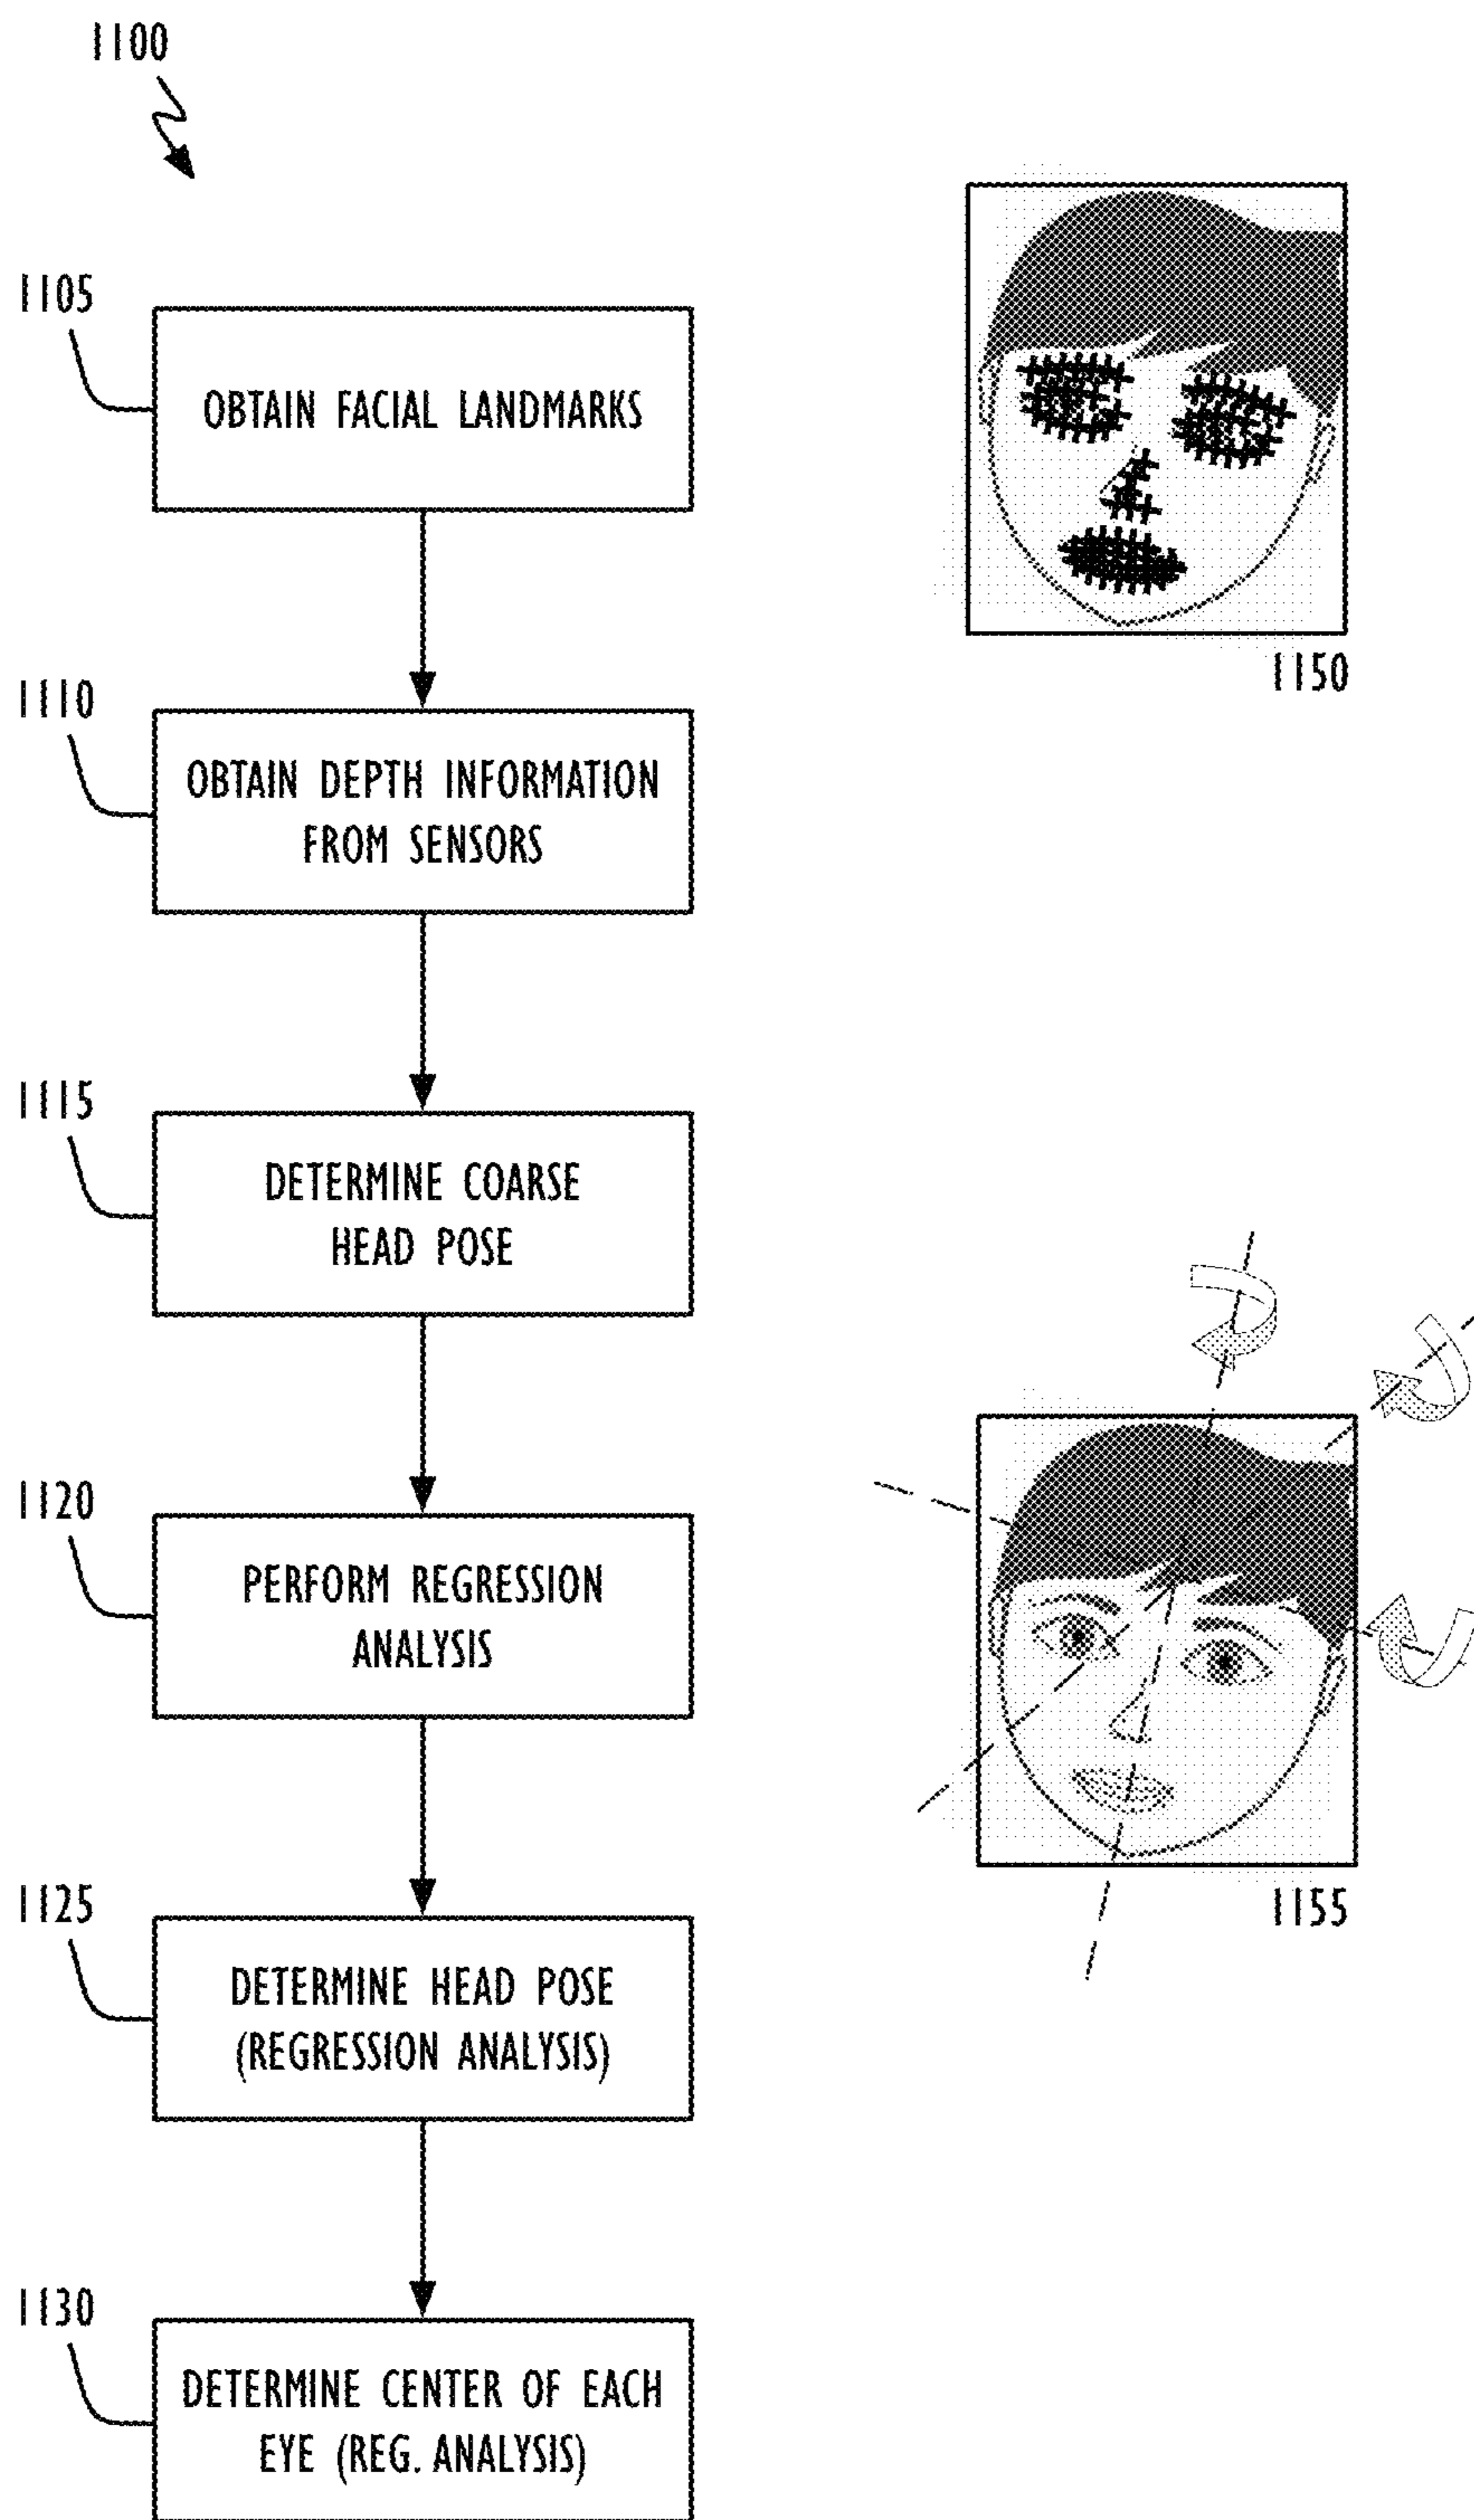 1100
1105
OBTAIN FACIAL LANDMARKS
1150
1110
OBTAIN DEPTH INFORMATION
FROM SENSORS
1115
DETERMINE COARSE
HEAD POSE
1120
PERFORM REGRESSION
ANALYSIS
1125
DETERMINE HEAD POSE
(REGRESSION ANALYSIS)
1155
1130
DETERMINE CENTER OF EACH
EYE (REG. ANALYSIS)